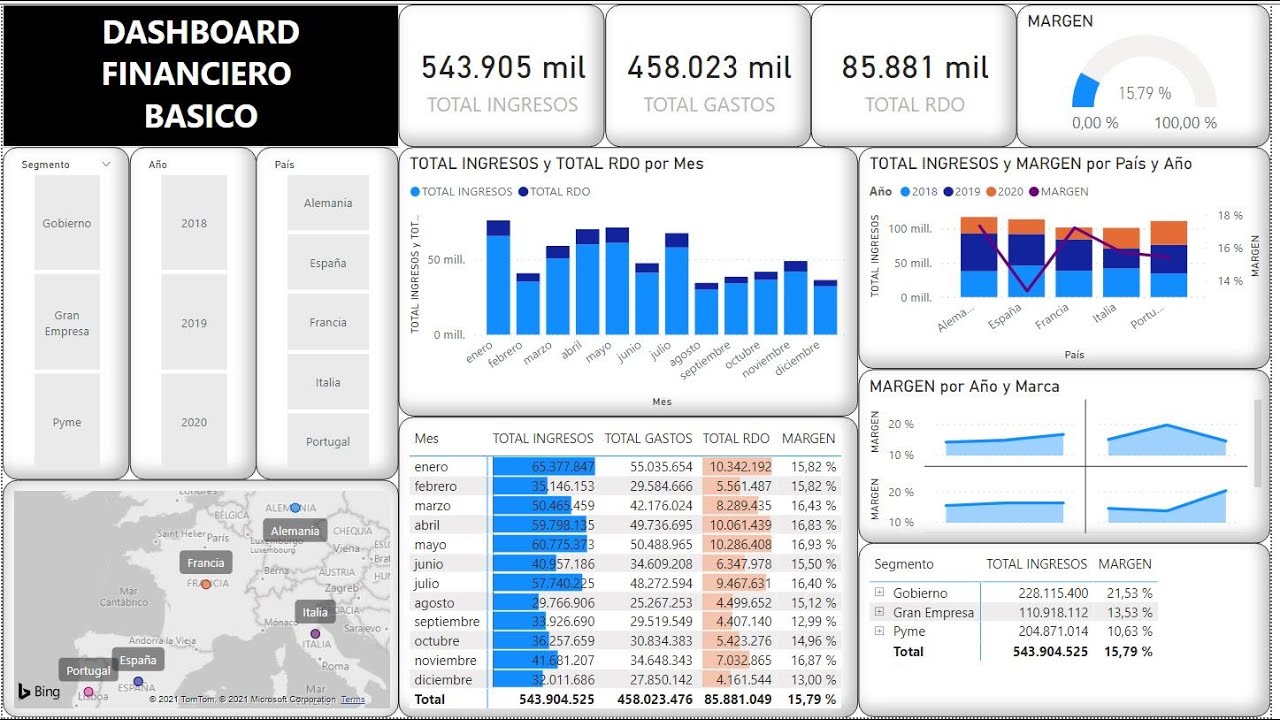 DASHBOARD
FINANCIERO
BASICO
543.905 mil
TOTAL INGRESOS
458.023 mil
TOTAL GASTOS
85.881 mil
TOTAL RDO
MARGEN
15,79 %
0,00 % 100,00 %
Segmento
Gobierno
Gran
Empresa
Pyme
Año
2018
2019
2020
País
Alemania
España
Francia
Italia
Portugal
TOTAL INGRESOS y TOTAL RDO por Mes
TOTAL INGRESOS TOTAL RDO
TOTAL INGRESOS y TOT...
50 mill.
0 mill.
enero febrero marzo abril mayo junio julio agosto septiembre octubre noviembre diciembre
Mes
TOTAL INGRESOS y MARGEN por País y Año
Año 2018 2019 2020 MARGEN
TOTAL INGRESOS
100 mill.
50 mill.
0 mill.
18 %
16 %
14 %
MARGEN
Alema... España Francia Italia Portu...
País
MARGEN por Año y Marca
MARGEN
20 %
10 %
MARGEN
20 %
10 %
Londres
BÉLGICA
ALEMANIA
Alemania
CHEQUIA
Saint Helier
París
Luxemburgo
Luxembourg
Viena
Francia
FRANCIA
Berna
AUSTRIA
Zagreb
Mar
Cantábrico
Italia
Mónaco
Sarajevo
ITALIA
Andorra la Vieja
Roma
España
ESPAÑA
Portugal
Lisboa
Mar
Bing
© 2021 TomTom, © 2021 Microsoft Corporation Terms
Mes TOTAL INGRESOS TOTAL GASTOS TOTAL RDO MARGEN
enero 65.377.847 55.035.654 10.342.192 15,82 %
febrero 35.146.153 29.584.666 5.561.487 15,82 %
marzo 50.465.459 42.176.024 8.289.435 16,43 %
abril 59.798.135 49.736.695 10.061.439 16,83 %
mayo 60.775.373 50.488.965 10.286.408 16,93 %
junio 40.957.186 34.609.208 6.347.978 15,50 %
julio 57.740.225 48.272.594 9.467.631 16,40 %
agosto 29.766.906 25.267.253 4.499.652 15,12 %
septiembre 33.926.690 29.519.549 4.407.140 12,99 %
octubre 36.257.659 30.834.383 5.423.276 14,96 %
noviembre 41.681.207 34.648.343 7.032.865 16,87 %
diciembre 32.011.686 27.850.142 4.161.544 13,00 %
Total 543.904.525 458.023.476 85.881.049 15,79 %
Segmento TOTAL INGRESOS MARGEN
Gobierno 228.115.400 21,53 %
Gran Empresa 110.918.112 13,53 %
Pyme 204.871.014 10,63 %
Total 543.904.525 15,79 %